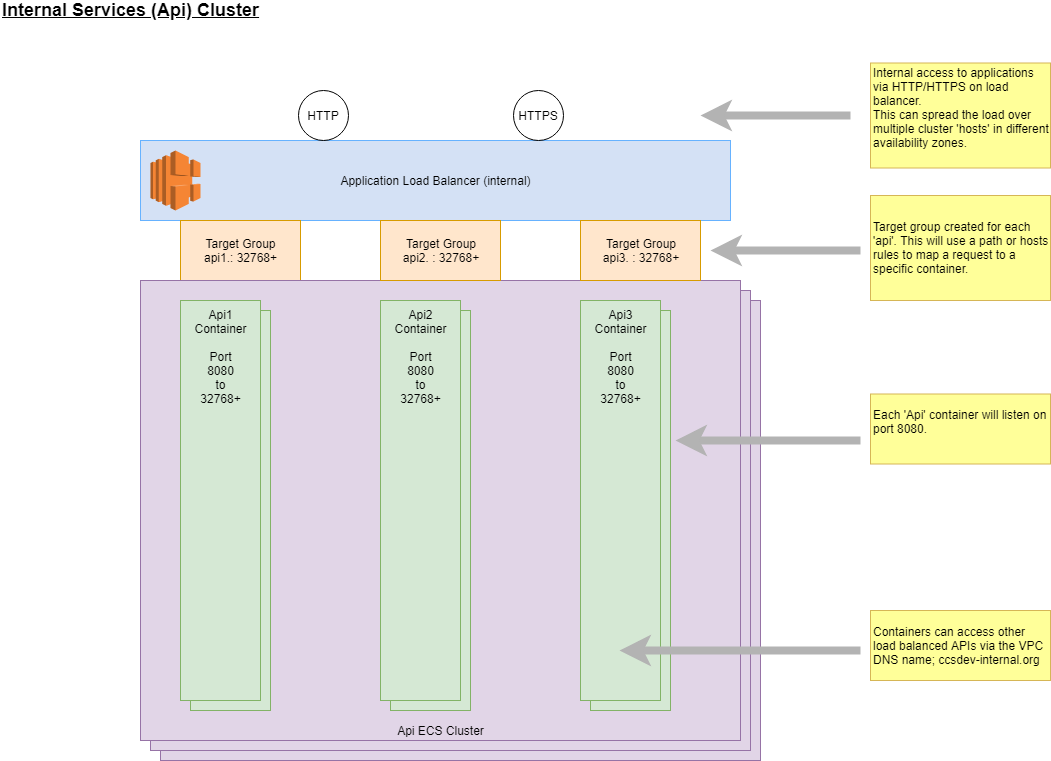 Internal Services (Api) Cluster
HTTP
HTTPS
Internal access to applications
via HTTP/HTTPS on load
balancer.
This can spread the load over
multiple cluster 'hosts' in different
availability zones.
Application Load Balancer (internal)
Target Group
api1.: 32768+
Target Group
api2. : 32768+
Target Group
api3. : 32768+
Target group created for each
'api'. This will use a path or hosts
rules to map a request to a
specific container.
Api1
Container
Port
8080
to
32768+
Api2
Container
Port
8080
to
32768+
Api3
Container
Port
8080
to
32768+
Each 'Api' container will listen on
port 8080.
Containers can access other
load balanced APIs via the VPC
DNS name; ccsdev-internal.org
Api ECS Cluster